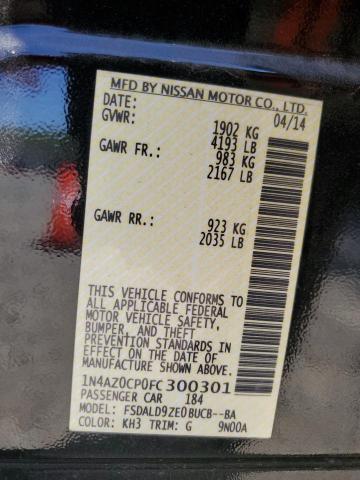 MFD BY NISSAN MOTOR CO., LTD.
DATE: 04/14
GVWR: 1902 KG
4193 LB
GAWR FR.: 983 KG
2167 LB
GAWR RR.: 923 KG
2035 LB
THIS VEHICLE CONFORMS TO
ALL APPLICABLE FEDERAL
MOTOR VEHICLE SAFETY,
BUMPER, AND THEFT
PREVENTION STANDARDS IN
EFFECT ON THE DATE OF
MANUFACTURE SHOWN ABOVE.
1N4AZ0CP0FC300301
PASSENGER CAR 184
MODEL: FSDALD9ZE0BUCB--BA
COLOR: KH3 TRIM: G 9N00A